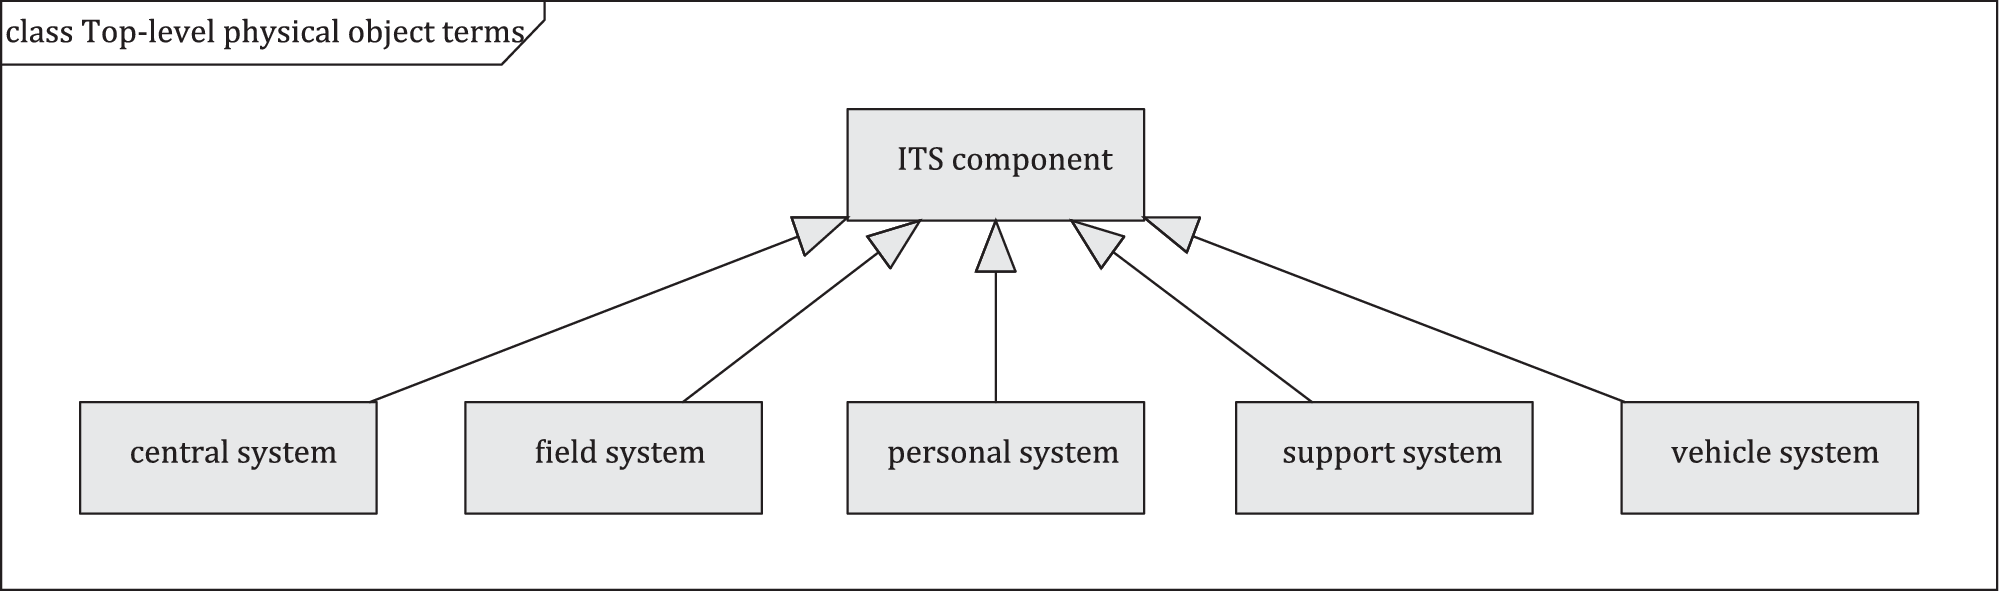 class Top-level physical object terms
ITS component
central system
field system
personal system
support system
vehicle system